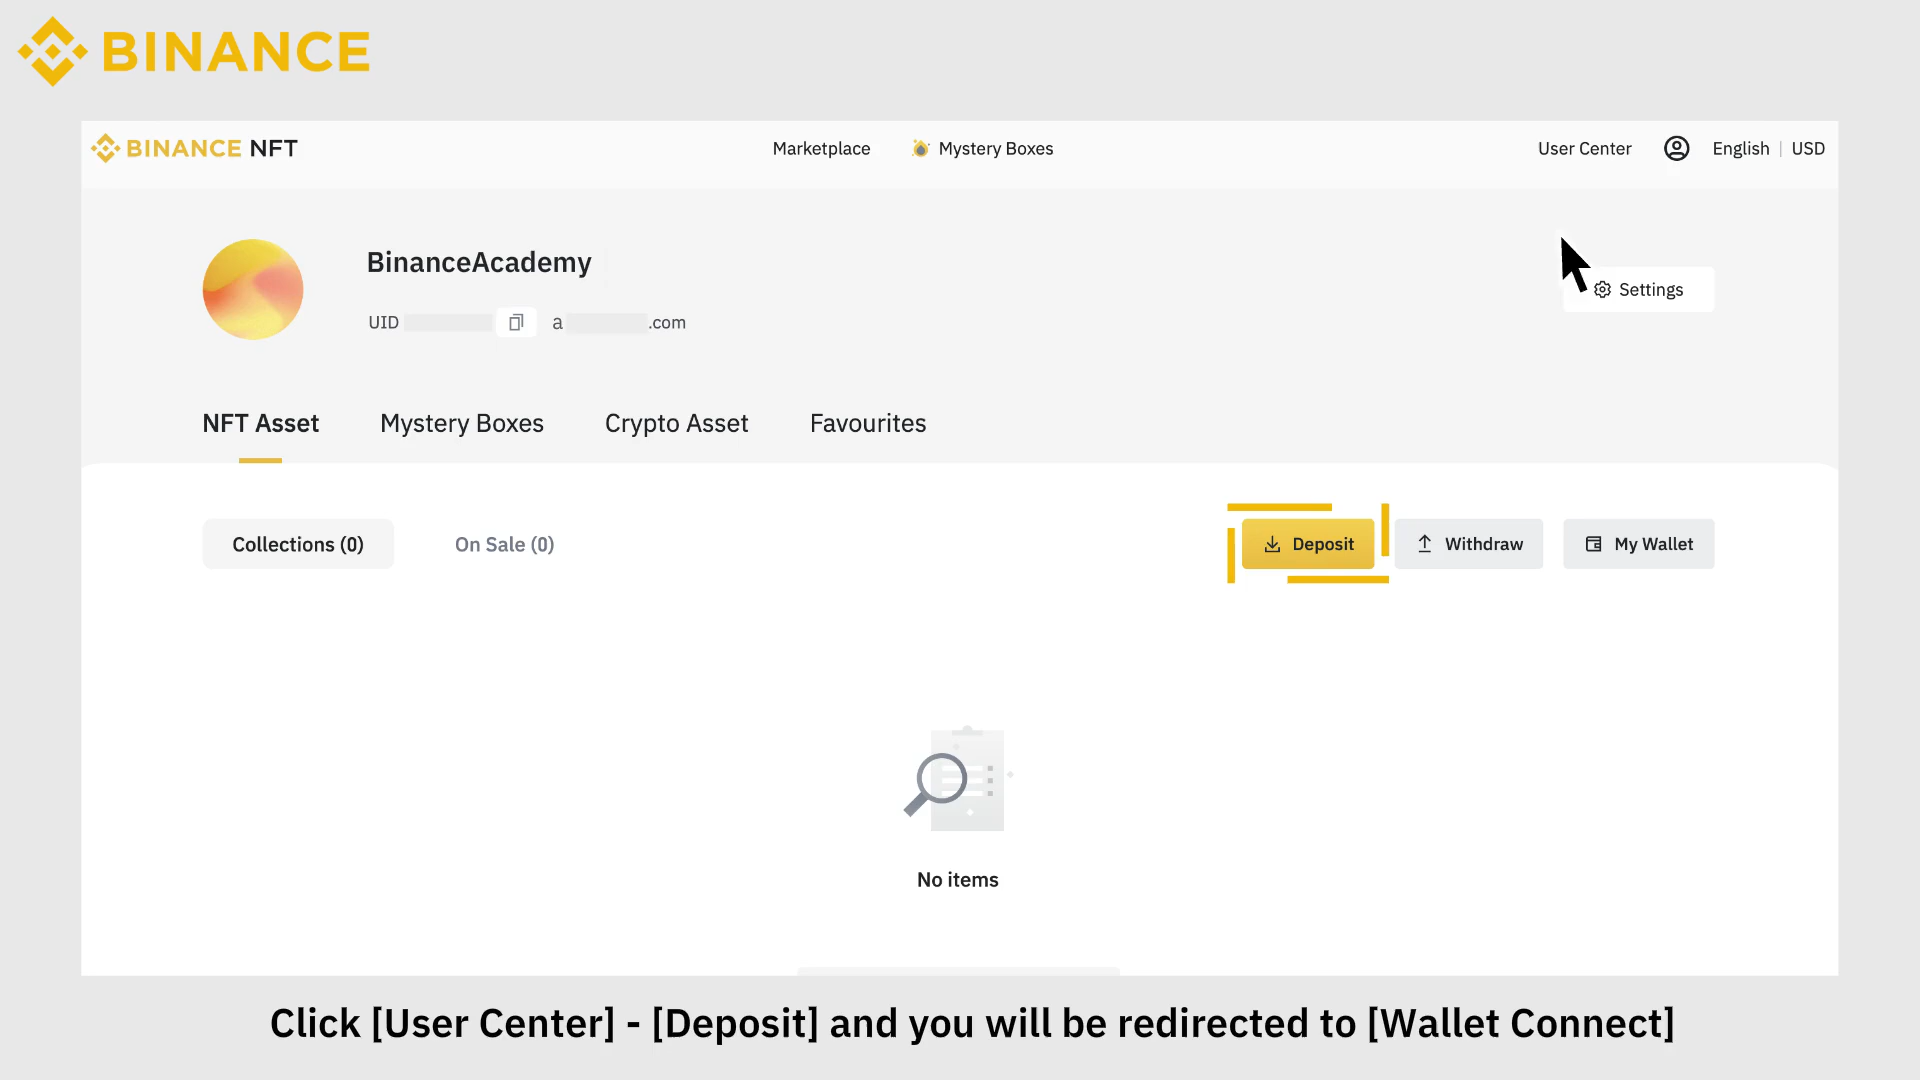 BINANCE
BINANCE NFT
Marketplace
Mystery Boxes
User Center
English | USD
BinanceAcademy
Settings
UID
a .com
NFT Asset
Mystery Boxes
Crypto Asset
Favourites
Collections (0)
On Sale (0)
Deposit
Withdraw
My Wallet
No items
Click [User Center] - [Deposit] and you will be redirected to [Wallet Connect]